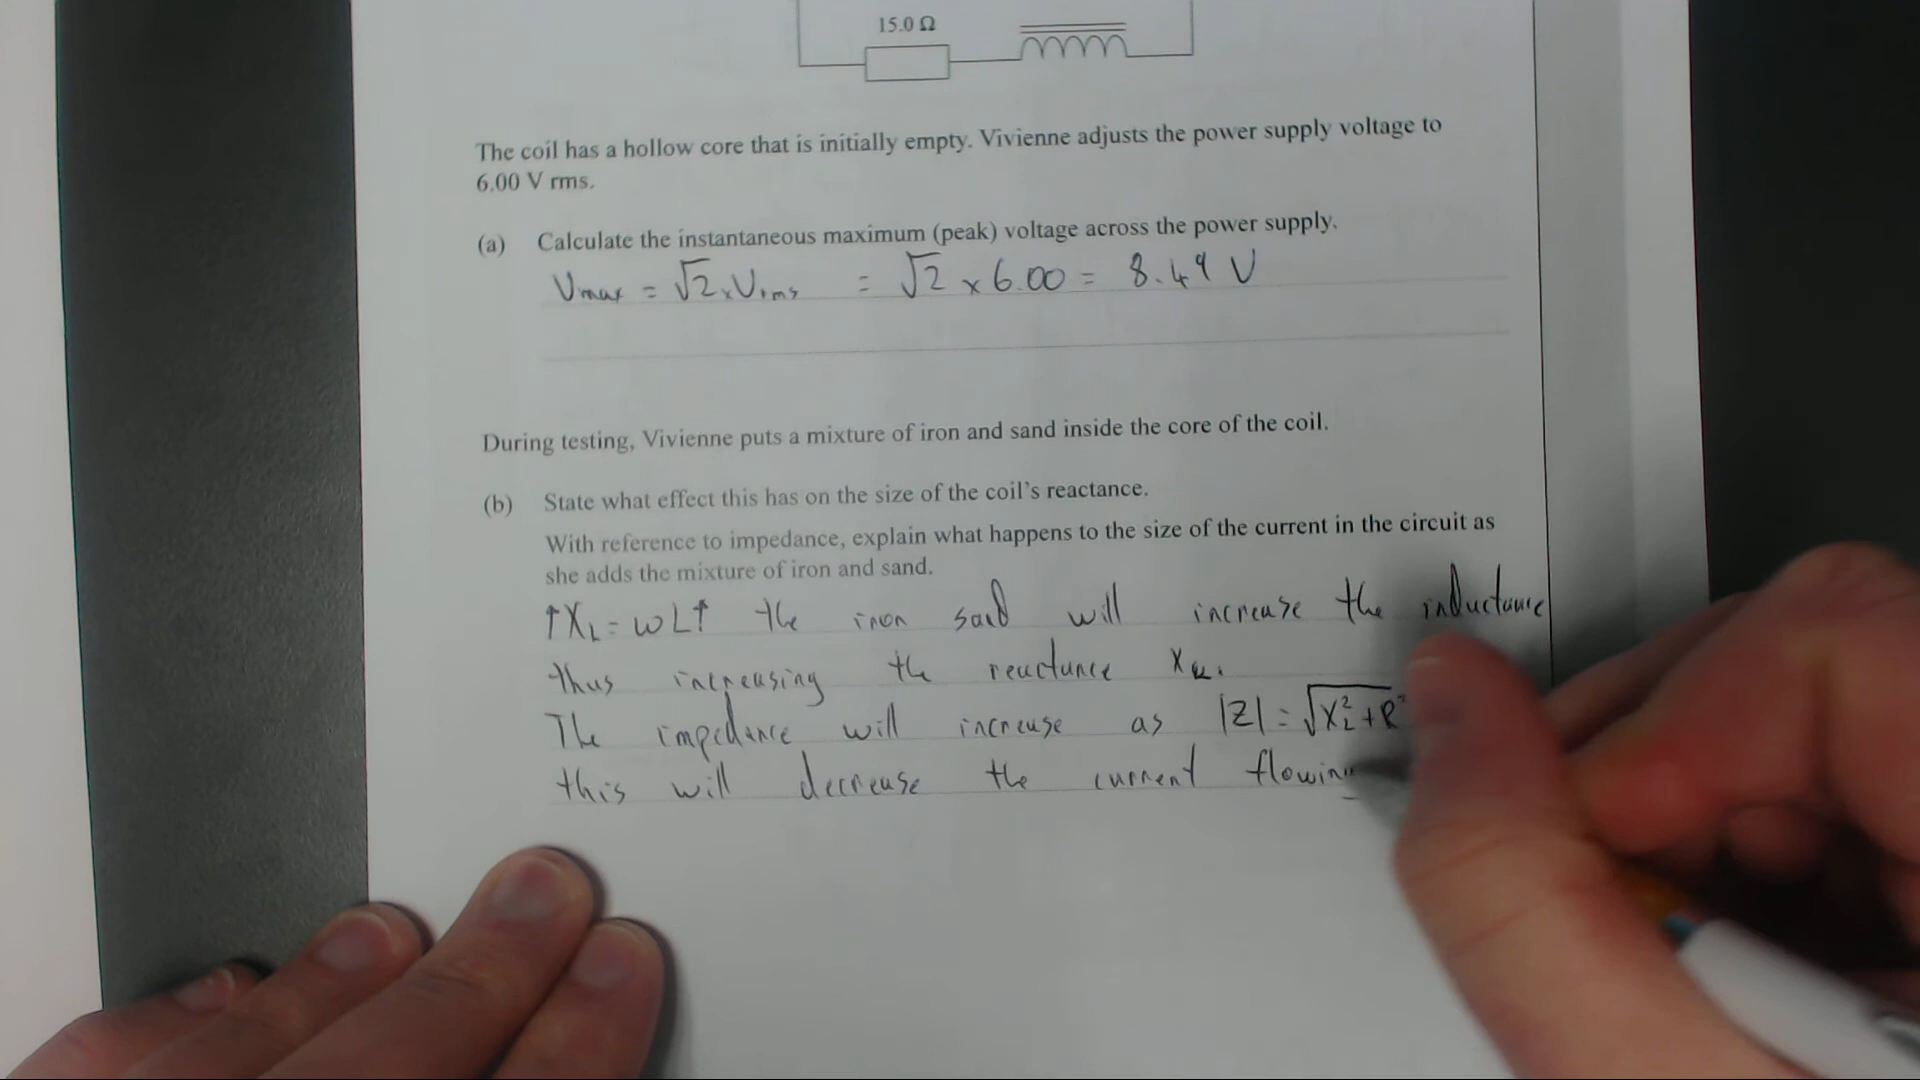 15.0 Ω
The coil has a hollow core that is initially empty. Vivienne adjusts the power supply voltage to
6.00 V rms.
(a) Calculate the instantaneous maximum (peak) voltage across the power supply.
Vmax = √2 x Vrms = √2 x 6.00 = 8.49 V
During testing, Vivienne puts a mixture of iron and sand inside the core of the coil.
(b) State what effect this has on the size of the coil's reactance.
With reference to impedance, explain what happens to the size of the current in the circuit as
she adds the mixture of iron and sand.
↑X_L = ωL↑ the iron sand will increase the inductance
thus increasing the reactance X_L.
The impedance will increase as |Z| = √X_L² + R²
this will decrease the current flowing